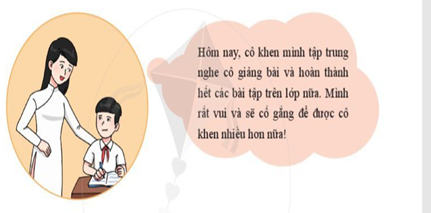 Hôm nay, cô khen mình tập trung
nghe cô giảng bài và hoàn thành
hết các bài tập trên lớp nữa. Mình
rất vui và sẽ cố gắng để được cô
khen nhiều hơn nữa!